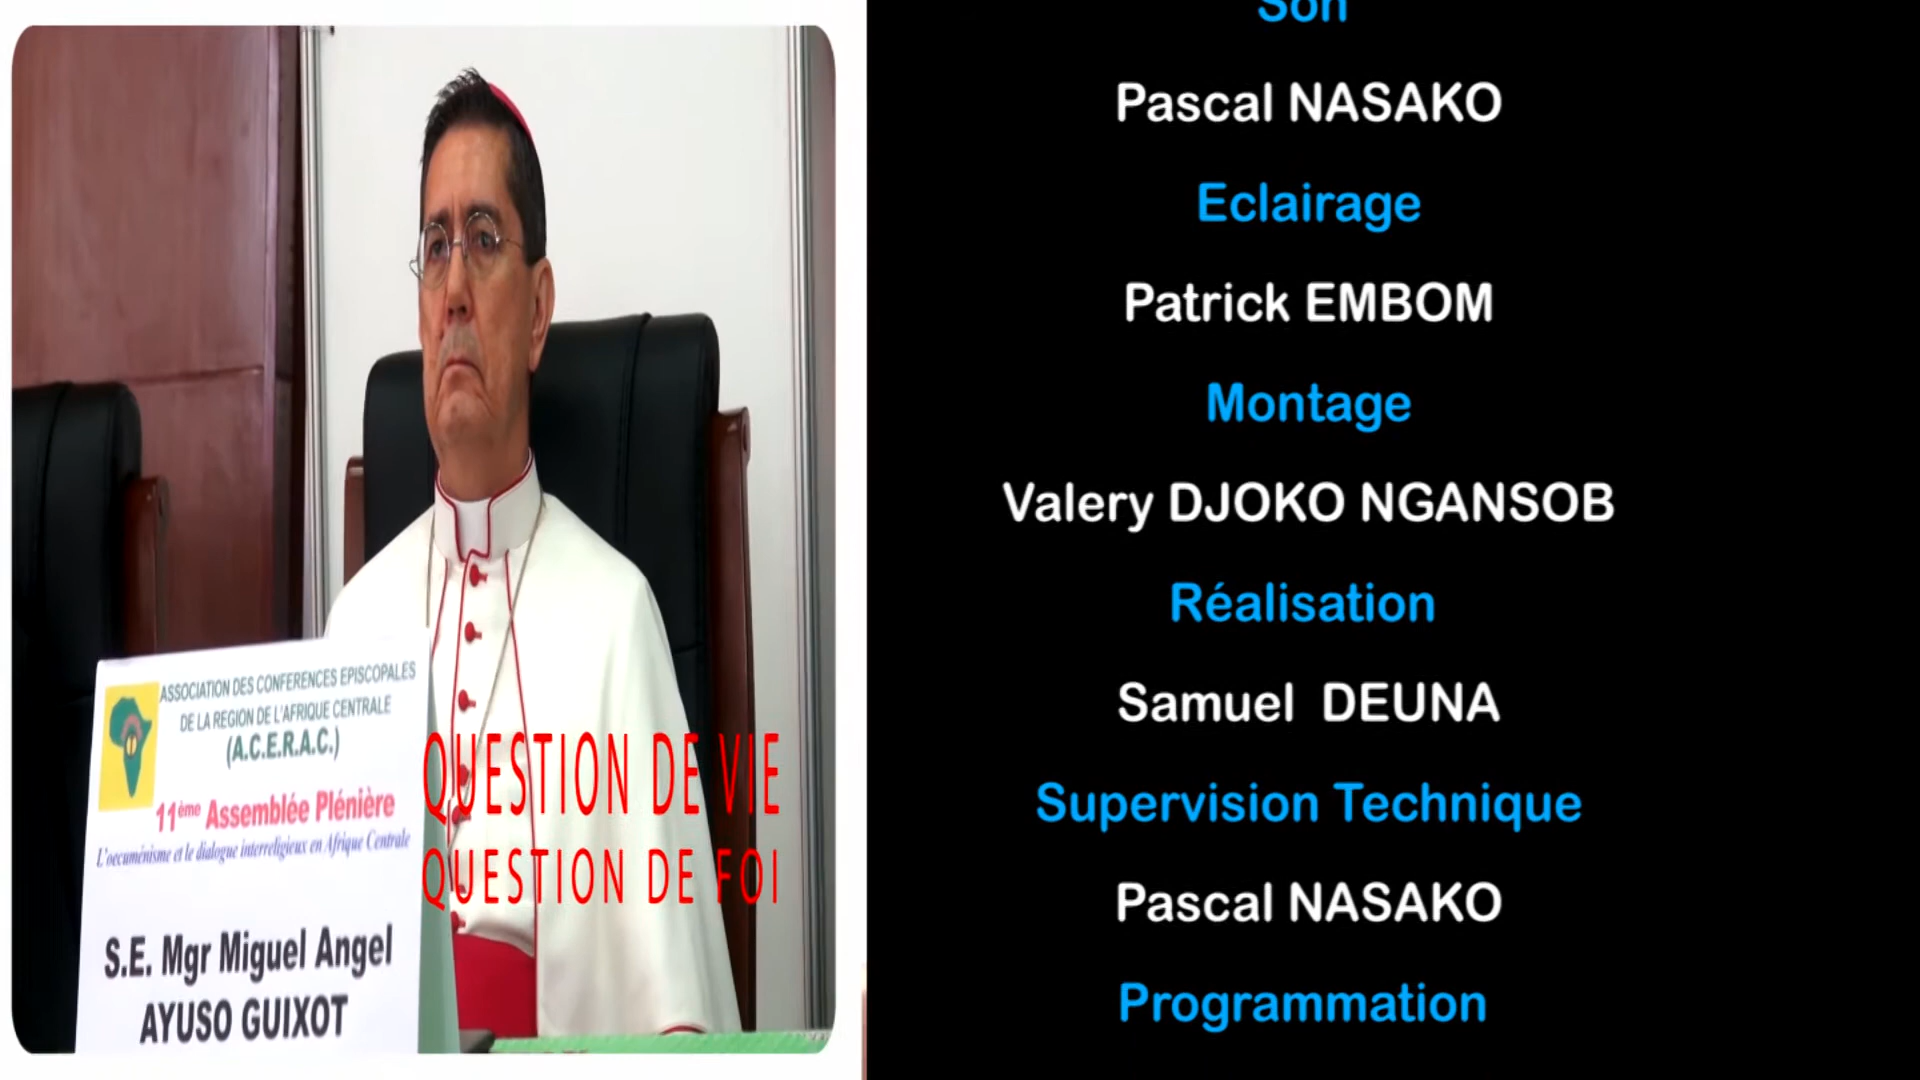 ASSOCIATION DES CONFERENCES EPISCOPALES
DE LA REGION DE L'AFRIQUE CENTRALE
(A.C.E.R.A.C.)
11ème Assemblée Plénière
L'oecuménisme et le dialogue interreligieux en Afrique Centrale
S.E. Mgr Miguel Angel
AYUSO GUIXOT
QUESTION DE VIE
QUESTION DE FOI
Son
Pascal NASAKO
Eclairage
Patrick EMBOM
Montage
Valery DJOKO NGANSOB
Réalisation
Samuel DEUNA
Supervision Technique
Pascal NASAKO
Programmation